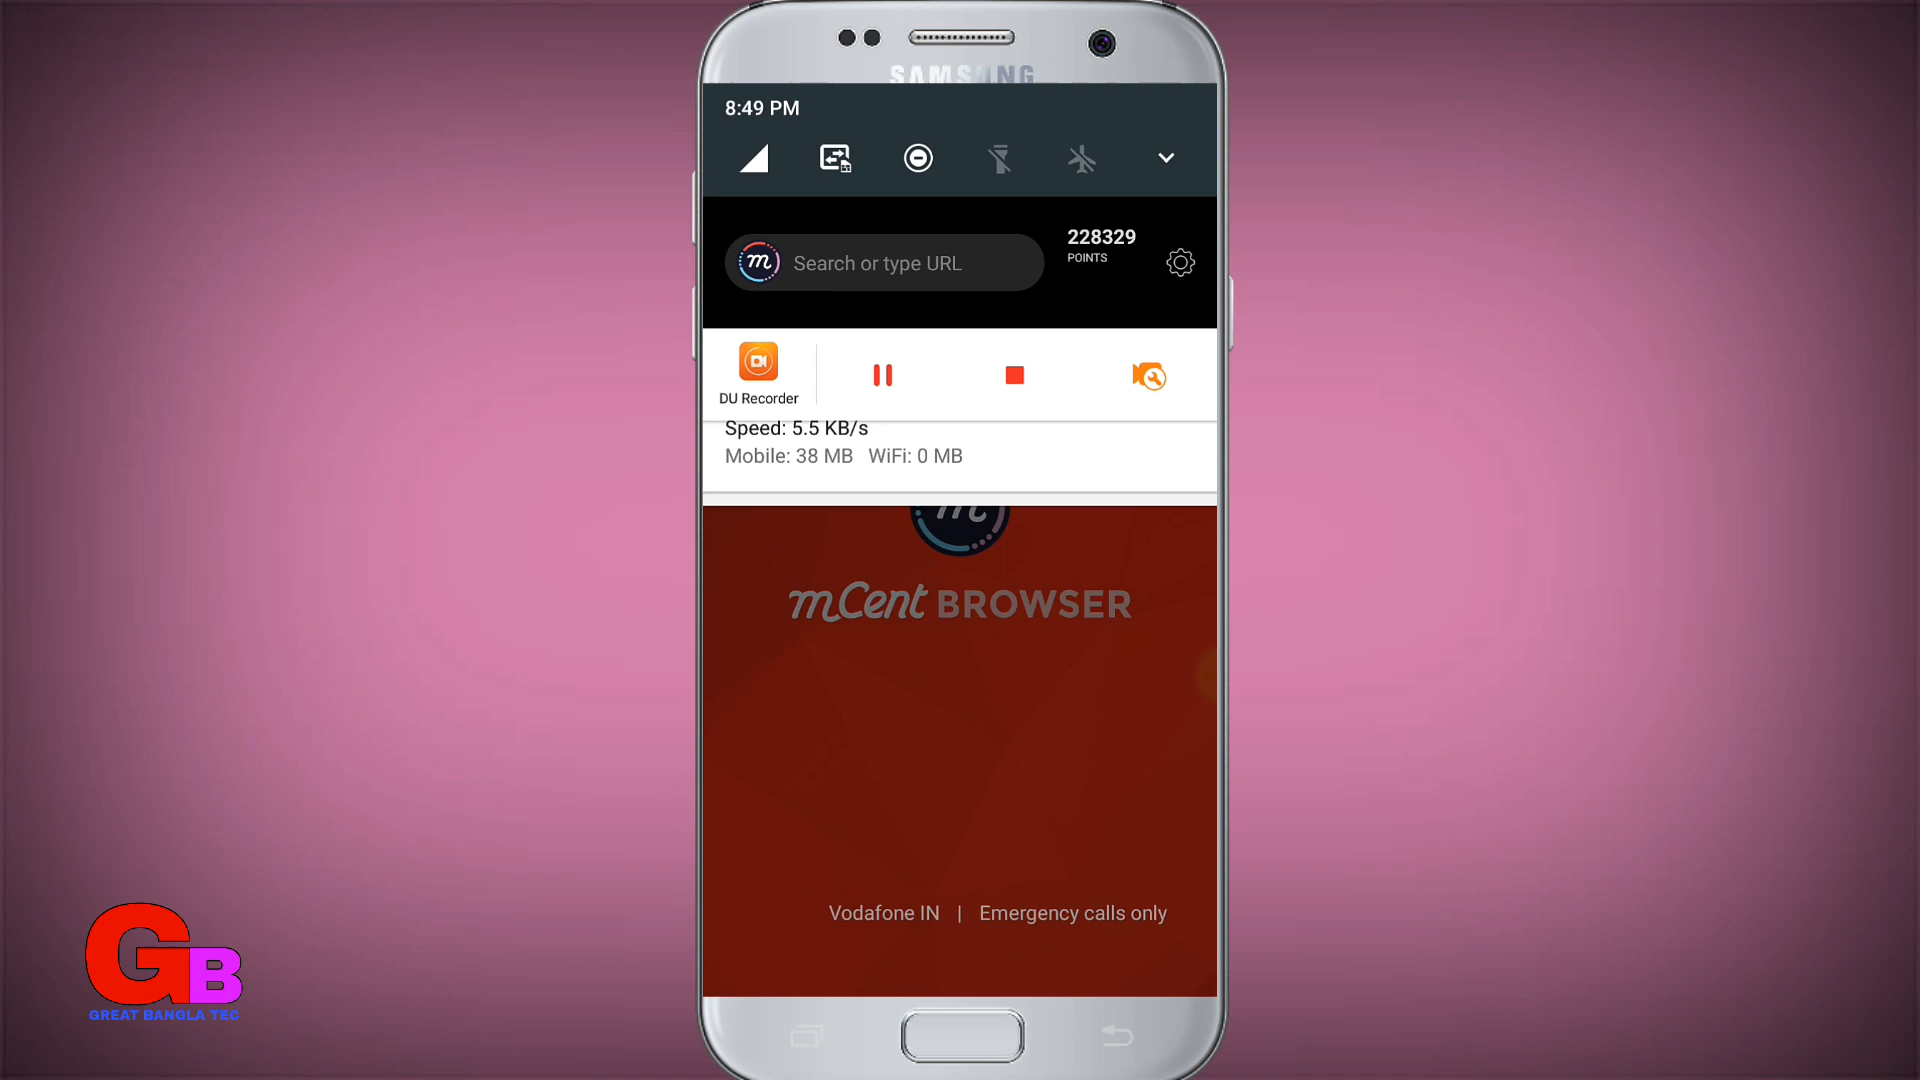 SAMSUNG
8:49 PM
m Search or type URL
228329
POINTS
DU Recorder
Speed: 5.5 KB/s
Mobile: 38 MB WiFi: 0 MB
m
mCent BROWSER
Vodafone IN | Emergency calls only
GB
GREAT BANGLA TEC